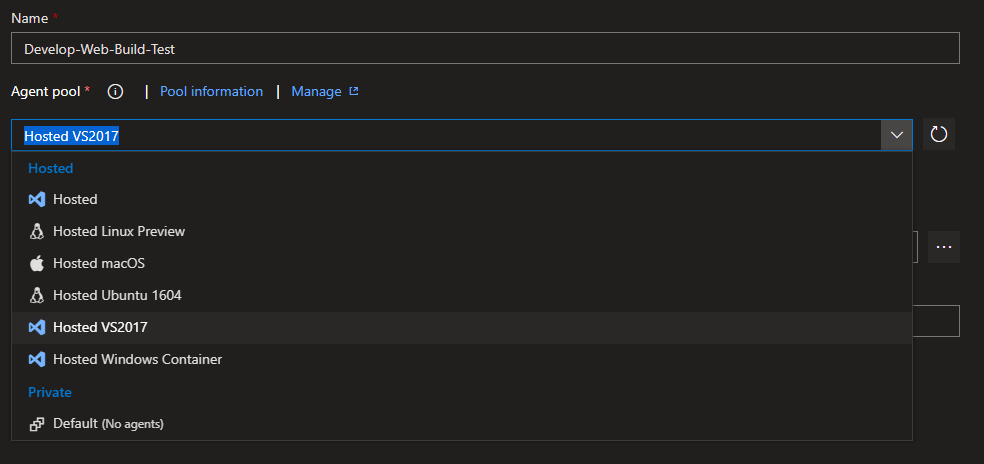 Name *
Develop-Web-Build-Test
Agent pool * | Pool information | Manage
Hosted VS2017
Hosted
Hosted
Hosted Linux Preview
Hosted macOS
Hosted Ubuntu 1604
Hosted VS2017
Hosted Windows Container
Private
Default (No agents)